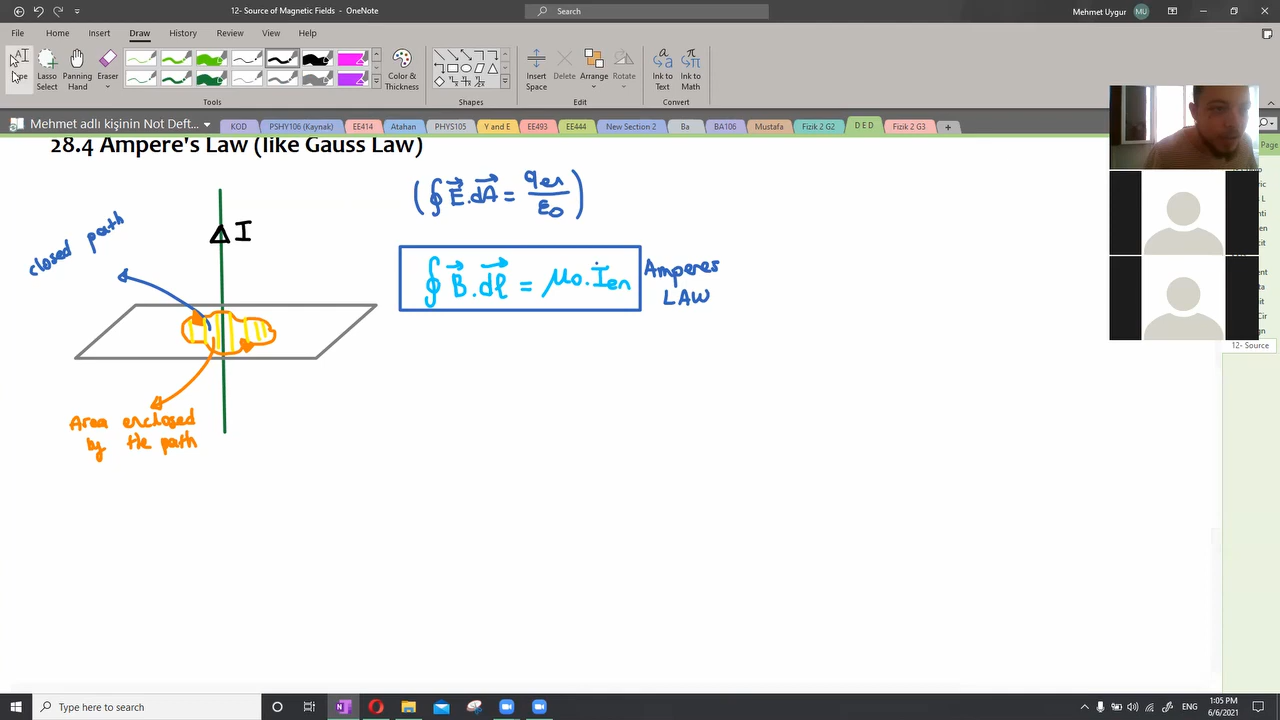 12- Source of Magnetic Fields - OneNote
Search
Mehmet Uygur
MU
File
Home
Insert
Draw
History
Review
View
Help
Type
Lasso
Select
Panning
Hand
Eraser
Color &
Thickness
Insert
Space
Delete
Arrange
Rotate
Ink to
Text
Ink to
Math
Tools
Shapes
Edit
Convert
Mehmet adlı kişinin Not Deft...
KOD
PSHY106 (Kaynak)
EE414
Atahan
PHYS105
Y and E
EE493
EE444
New Section 2
Ba
BA106
Mustafa
Fizik 2 G2
D E D
Fizik 2 G3
+
Page
28.4 Ampere's Law (like Gauss Law)
(∮E⃗.dA⃗ = qen/ε0)
I
closed path
∮B⃗.dl⃗ = μ0.Ien
Amperes
LAW
Area enclosed
by the path
12- Source
Type here to search
ENG
1:05 PM
6/6/2021